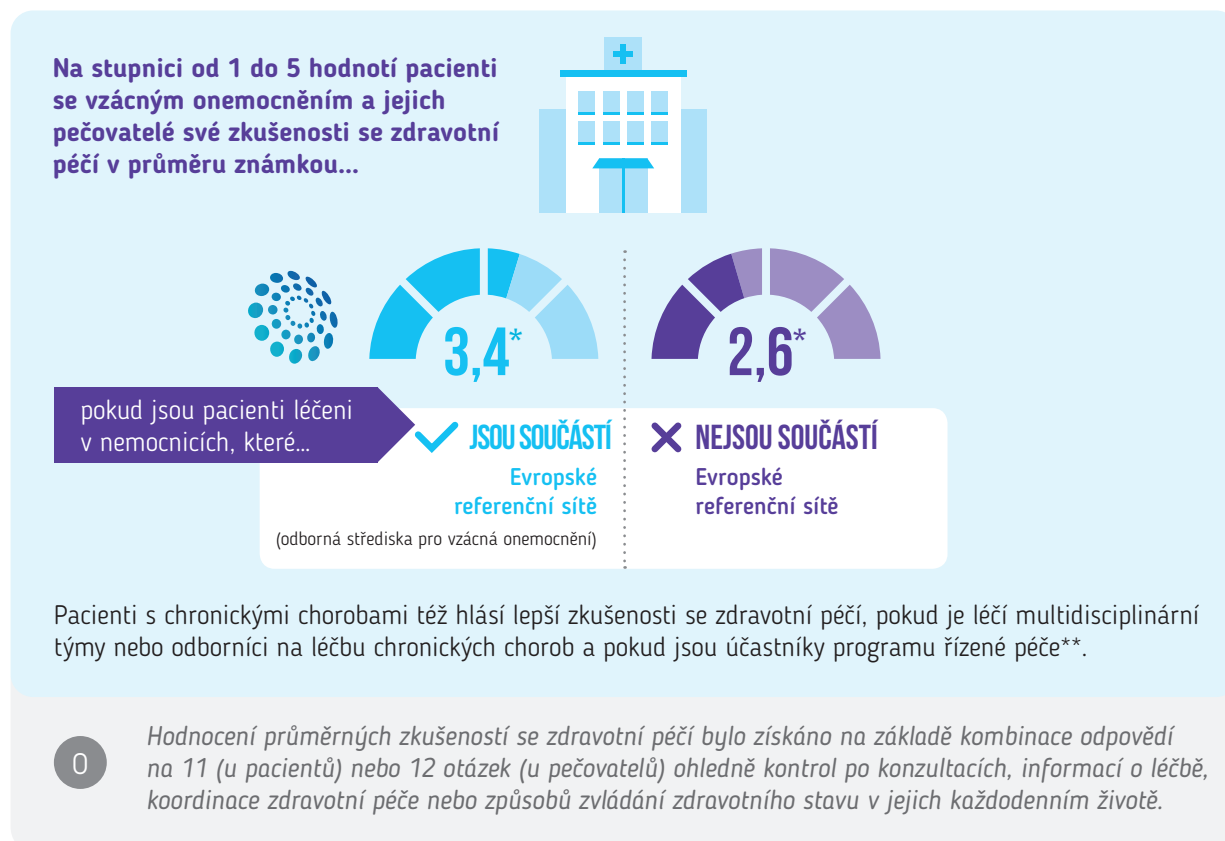 Na stupnici od 1 do 5 hodnotí pacienti
se vzácným onemocněním a jejich
pečovatelé své zkušenosti se zdravotní
péčí v průměru známkou...
3,4*
2,6*
pokud jsou pacienti léčeni
v nemocnicích, které...
JSOU SOUČÁSTÍ
Evropské
referenční sítě
(odborná střediska pro vzácná onemocnění)
NEJSOU SOUČÁSTÍ
Evropské
referenční sítě
Pacienti s chronickými chorobami též hlásí lepší zkušenosti se zdravotní péčí, pokud je léčí multidisciplinární
týmy nebo odborníci na léčbu chronických chorob a pokud jsou účastníky programu řízené péče**.
O
Hodnocení průměrných zkušeností se zdravotní péčí bylo získáno na základě kombinace odpovědí
na 11 (u pacientů) nebo 12 otázek (u pečovatelů) ohledně kontrol po konzultacích, informací o léčbě,
koordinace zdravotní péče nebo způsobů zvládání zdravotního stavu v jejich každodenním životě.